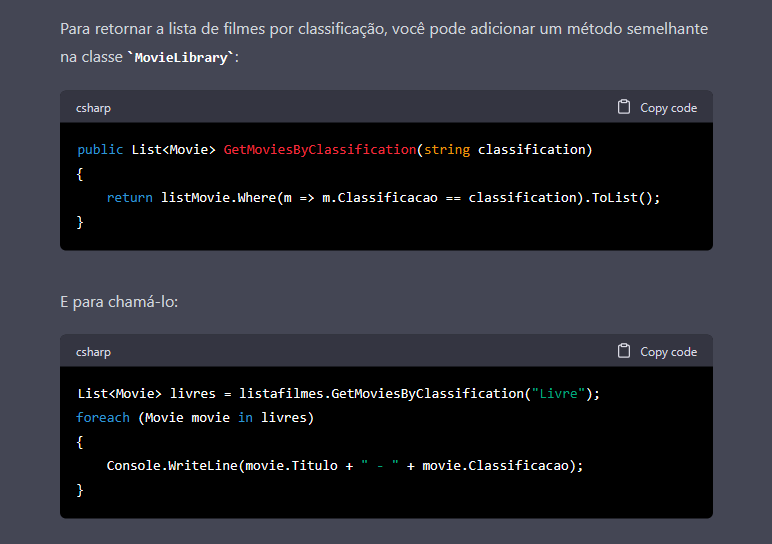 Para retornar a lista de filmes por classificação, você pode adicionar um método semelhante
na classe `MovieLibrary`:
csharp
Copy code
public List<Movie> GetMoviesByClassification(string classification)
{
    return listMovie.Where(m => m.Classificacao == classification).ToList();
}
E para chamá-lo:
csharp
Copy code
List<Movie> livres = listafilmes.GetMoviesByClassification("Livre");
foreach (Movie movie in livres)
{
    Console.WriteLine(movie.Titulo + " - " + movie.Classificacao);
}